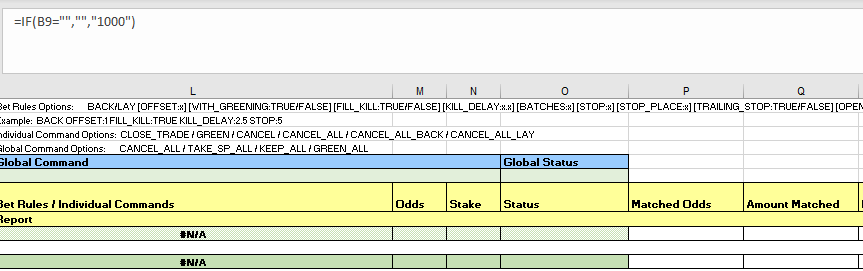 =IF(B9="","","1000")
L M N O P Q
Bet Rules Options: BACK/LAY [OFFSET:x] [WITH_GREENING:TRUE/FALSE] [FILL_KILL:TRUE/FALSE] [KILL_DELAY:x.x] [BATCHES:x] [STOP:x] [STOP_PLACE:x] [TRAILING_STOP:TRUE/FALSE] [OPEN
Example: BACK OFFSET:1 FILL_KILL:TRUE KILL_DELAY:2.5 STOP:5
Individual Command Options: CLOSE_TRADE / GREEN / CANCEL / CANCEL_ALL / CANCEL_ALL_BACK / CANCEL_ALL_LAY
Global Command Options: CANCEL_ALL / TAKE_SP_ALL / KEEP_ALL / GREEN_ALL
Global Command Global Status
Bet Rules / Individual Commands Odds Stake Status Matched Odds Amount Matched
Report
#N/A
#N/A